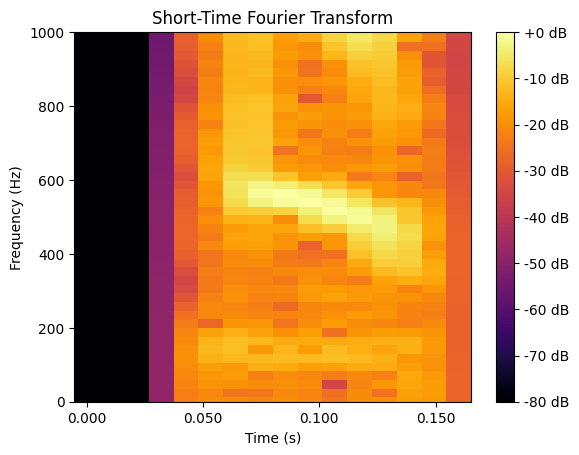 Short-Time Fourier Transform
1000
800
600
400
200
0
Frequency (Hz)
0.000
0.050
0.100
0.150
Time (s)
+0 dB
-10 dB
-20 dB
-30 dB
-40 dB
-50 dB
-60 dB
-70 dB
-80 dB